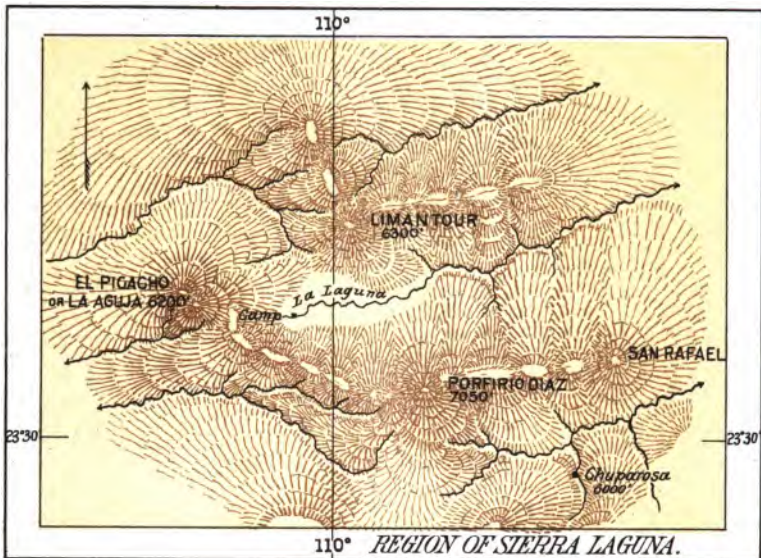 110°
LIMANTOUR
6300'
EL PICACHO
OR LA AGUJA 6200'
La Laguna
Camp
SAN RAFAEL
PORFIRIO DIAZ
7050'
23°30'
23°30'
Chuparosa
6000'
110°
REGION OF SIERRA LAGUNA.